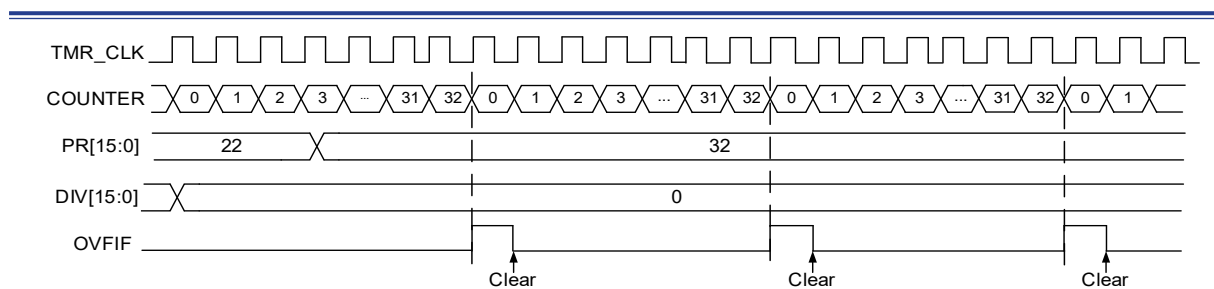 TMR_CLK
COUNTER 0 1 2 3 ... 31 32 0 1 2 3 ... 31 32 0 1 2 3 ... 31 32 0 1
PR[15:0] 22 32
DIV[15:0] 0
OVFIF
Clear Clear Clear